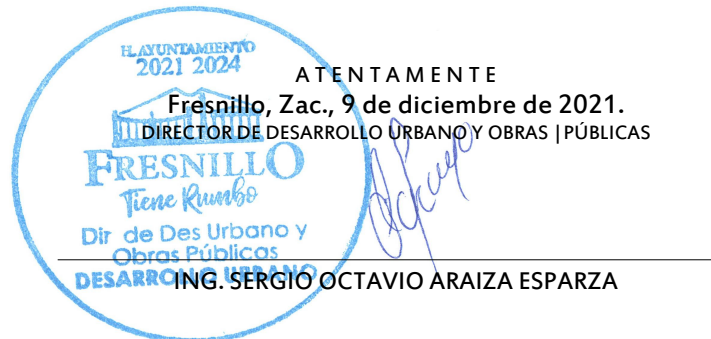 H. AYUNTAMIENTO
2021 2024
FRESNILLO
Tiene Rumbo
Dir de Des Urbano y
Obras Públicas
DESARROLLO URBANO
A T E N T A M E N T E
Fresnillo, Zac., 9 de diciembre de 2021.
DIRECTOR DE DESARROLLO URBANO Y OBRAS |PÚBLICAS
ING. SERGIO OCTAVIO ARAIZA ESPARZA